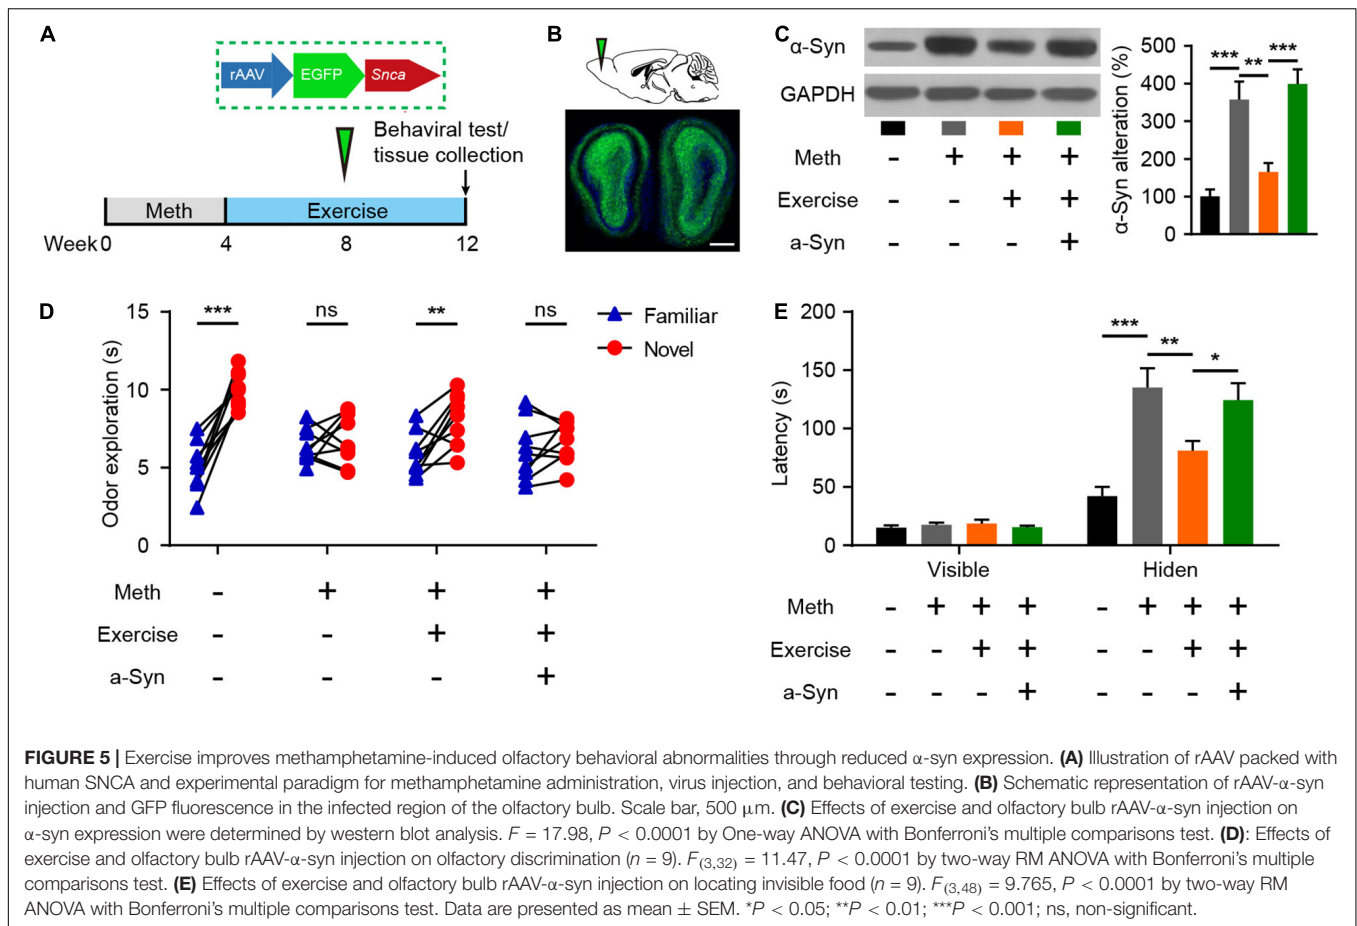 A
rAAV EGFP Snca
Behaviral test/
tissue collection
Meth Exercise
Week 0 4 8 12
B
C
α-Syn
GAPDH
Meth - + + +
Exercise - - + +
a-Syn - - - +
α-Syn alteration (%)
500
400
300
200
100
0
*** ** ***
D
Odor exploration (s)
15
10
5
0
*** ns ** ns
Familiar
Novel
Meth - + + +
Exercise - - + +
a-Syn - - - +
E
Latency (s)
200
150
100
50
0
*** ** *
Visible Hiden
Meth - + + + - + + +
Exercise - - + + - - + +
a-Syn - - - + - - - +
FIGURE 5 | Exercise improves methamphetamine-induced olfactory behavioral abnormalities through reduced α-syn expression. (A) Illustration of rAAV packed with
human SNCA and experimental paradigm for methamphetamine administration, virus injection, and behavioral testing. (B) Schematic representation of rAAV-α-syn
injection and GFP fluorescence in the infected region of the olfactory bulb. Scale bar, 500 μm. (C) Effects of exercise and olfactory bulb rAAV-α-syn injection on
α-syn expression were determined by western blot analysis. F = 17.98, P < 0.0001 by One-way ANOVA with Bonferroni's multiple comparisons test. (D): Effects of
exercise and olfactory bulb rAAV-α-syn injection on olfactory discrimination (n = 9). F(3,32) = 11.47, P < 0.0001 by two-way RM ANOVA with Bonferroni's multiple
comparisons test. (E) Effects of exercise and olfactory bulb rAAV-α-syn injection on locating invisible food (n = 9). F(3,48) = 9.765, P < 0.0001 by two-way RM
ANOVA with Bonferroni's multiple comparisons test. Data are presented as mean ± SEM. *P < 0.05; **P < 0.01; ***P < 0.001; ns, non-significant.